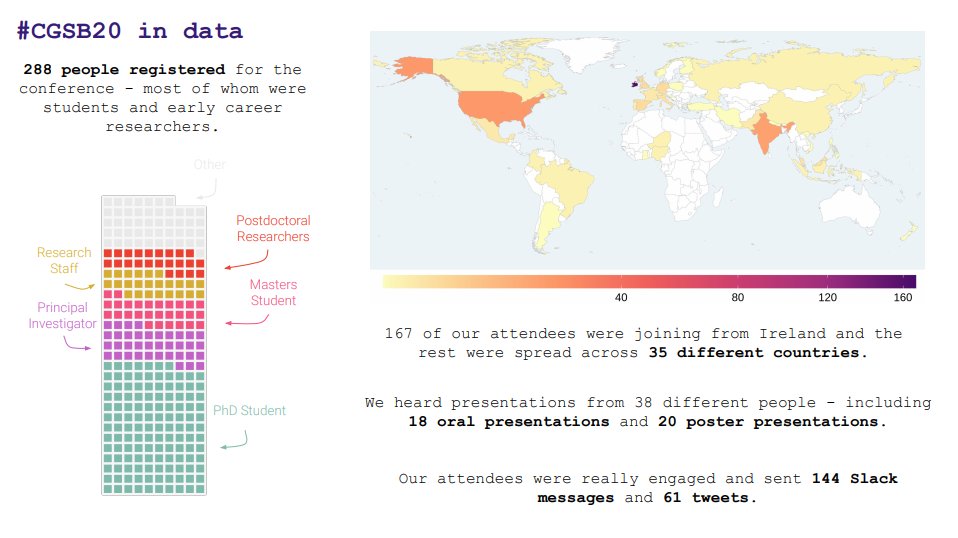 #CGSB20 in data
288 people registered for the
conference - most of whom were
students and early career
researchers.
Other
Postdoctoral
Researchers
Research
Staff
Masters
Student
Principal
Investigator
PhD Student
40
80
120
160
167 of our attendees were joining from Ireland and the
rest were spread across 35 different countries.
We heard presentations from 38 different people - including
18 oral presentations and 20 poster presentations.
Our attendees were really engaged and sent 144 Slack
messages and 61 tweets.